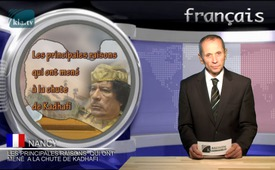 kla.tv
français
Les principales raisons
qui ont mené
à la chute
de Kadhafi
NANCY
LES PRINCIPALES RAISONS QUI ONT
MENÉ A LA CHUTE DE KADHAFI